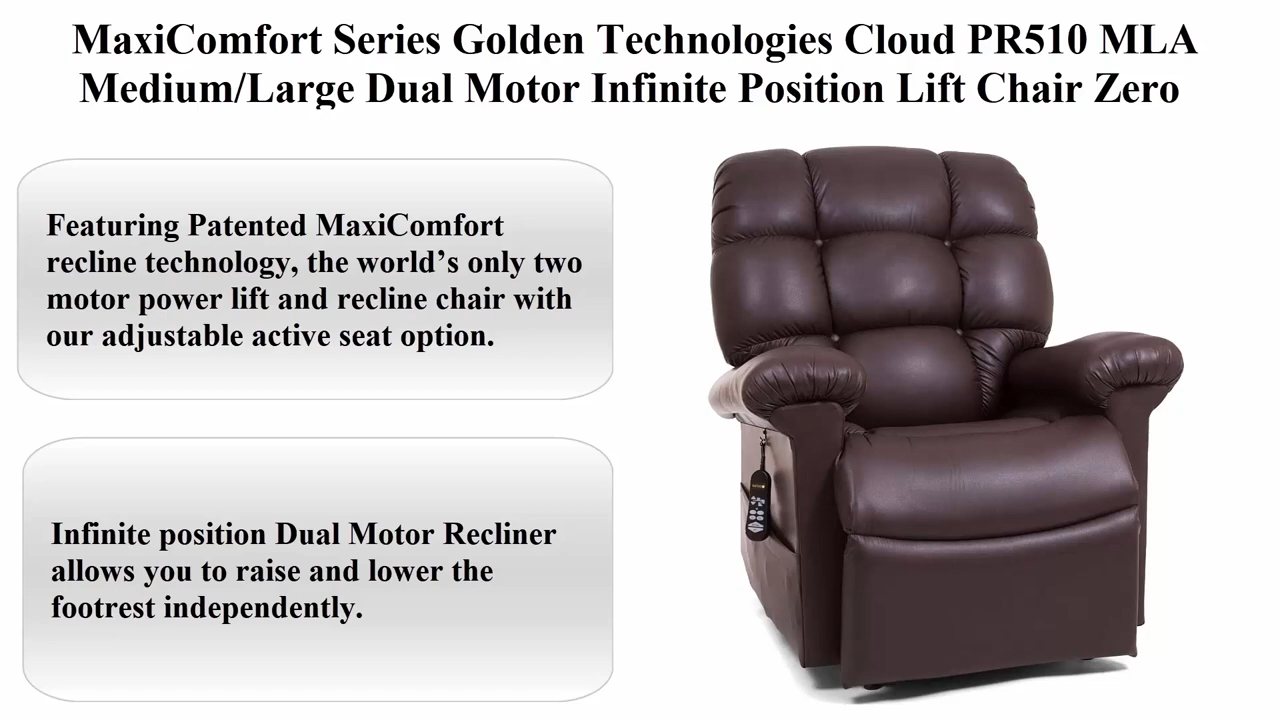 MaxiComfort Series Golden Technologies Cloud PR510 MLA
Medium/Large Dual Motor Infinite Position Lift Chair Zero
Featuring Patented MaxiComfort
recline technology, the world’s only two
motor power lift and recline chair with
our adjustable active seat option.
Infinite position Dual Motor Recliner
allows you to raise and lower the
footrest independently.